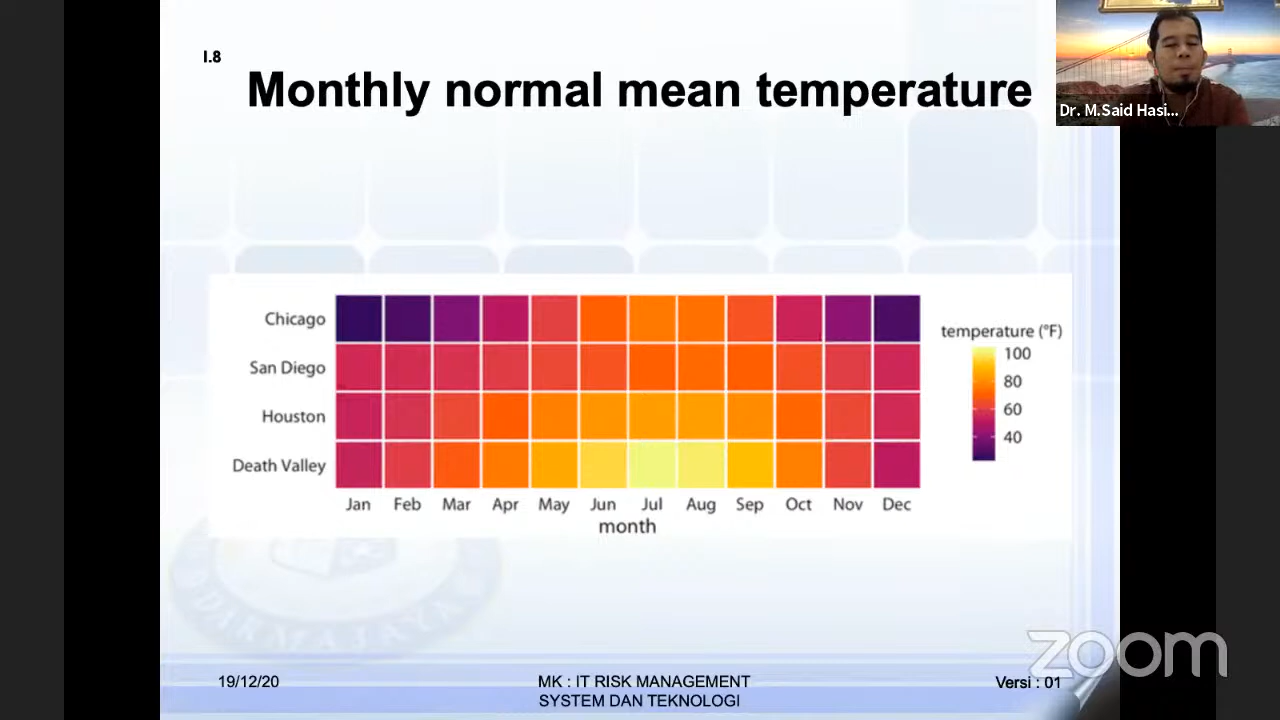 I.8
Monthly normal mean temperature
Dr. M.Said Hasi...
Chicago
San Diego
Houston
Death Valley
Jan Feb Mar Apr May Jun Jul Aug Sep Oct Nov Dec
month
temperature (°F)
100
80
60
40
DARMAJAYA
zoom
19/12/20
MK : IT RISK MANAGEMENT
SYSTEM DAN TEKNOLOGI
Versi : 01